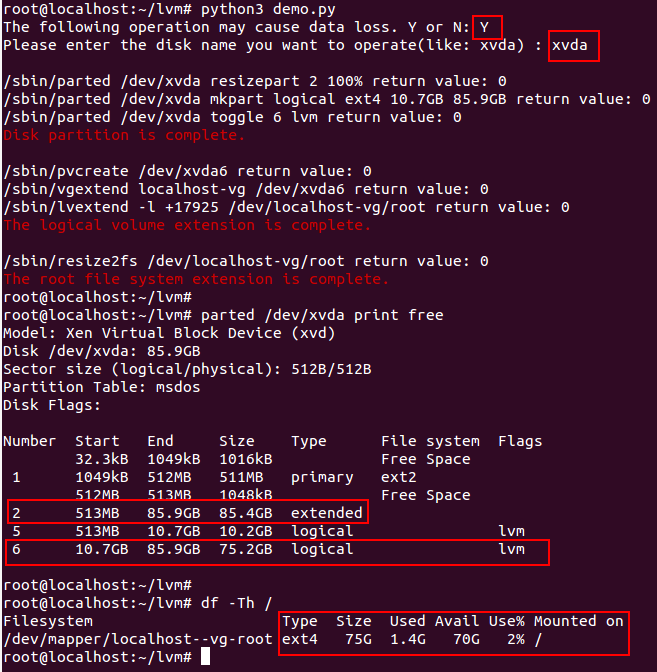 root@localhost:~/lvm# python3 demo.py
The following operation may cause data loss. Y or N: Y
Please enter the disk name you want to operate(like: xvda) : xvda
/sbin/parted /dev/xvda resizepart 2 100% return value: 0
/sbin/parted /dev/xvda mkpart logical ext4 10.7GB 85.9GB return value: 0
/sbin/parted /dev/xvda toggle 6 lvm return value: 0
Disk partition is complete.
/sbin/pvcreate /dev/xvda6 return value: 0
/sbin/vgextend localhost-vg /dev/xvda6 return value: 0
/sbin/lvextend -l +17925 /dev/localhost-vg/root return value: 0
The logical volume extension is complete.
/sbin/resize2fs /dev/localhost-vg/root return value: 0
The root file system extension is complete.
root@localhost:~/lvm#
root@localhost:~/lvm# parted /dev/xvda print free
Model: Xen Virtual Block Device (xvd)
Disk /dev/xvda: 85.9GB
Sector size (logical/physical): 512B/512B
Partition Table: msdos
Disk Flags:
Number  Start   End     Size    Type      File system  Flags
        32.3kB  1049kB  1016kB            Free Space
 1      1049kB  512MB   511MB   primary   ext2
        512MB   513MB   1048kB            Free Space
 2      513MB   85.9GB  85.4GB  extended
 5      513MB   10.7GB  10.2GB  logical                lvm
 6      10.7GB  85.9GB  75.2GB  logical                lvm
root@localhost:~/lvm#
root@localhost:~/lvm# df -Th /
Filesystem                     Type  Size  Used Avail Use% Mounted on
/dev/mapper/localhost--vg-root ext4   75G  1.4G   70G   2% /
root@localhost:~/lvm#